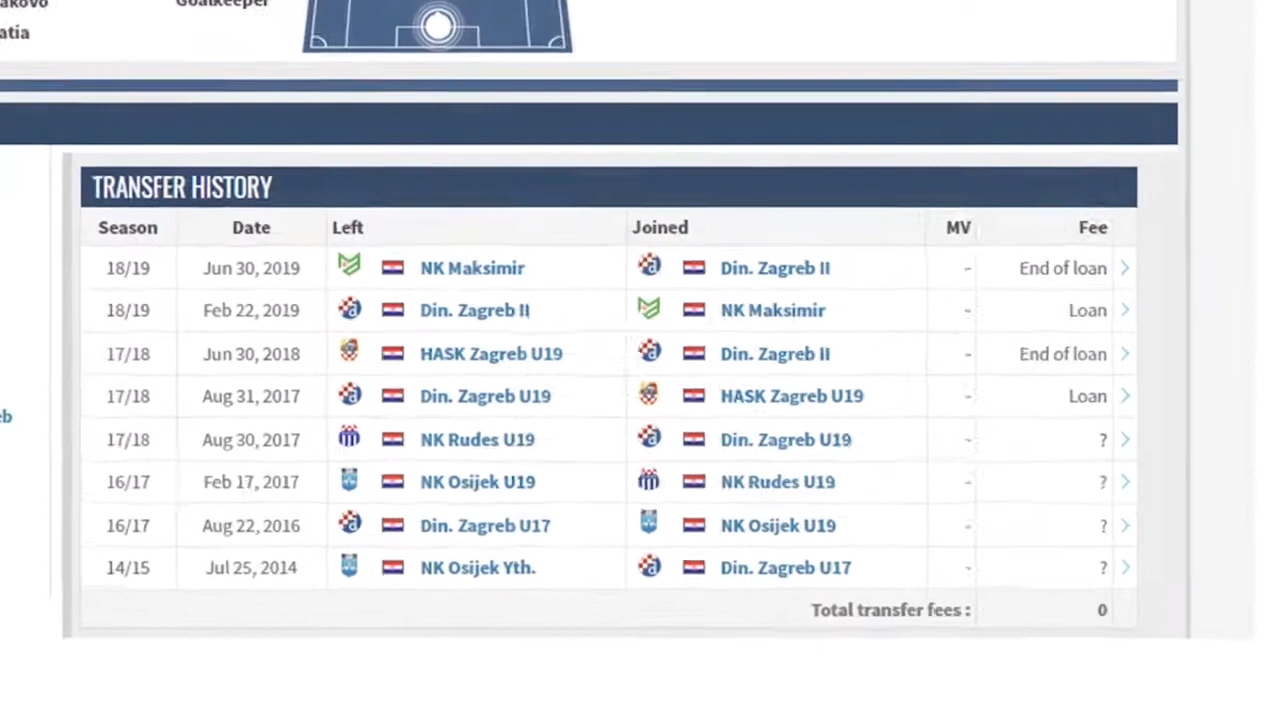 Goalkeeper
atia
TRANSFER HISTORY
Season Date Left Joined MV Fee
18/19 Jun 30, 2019 NK Maksimir Din. Zagreb II - End of loan
18/19 Feb 22, 2019 Din. Zagreb II NK Maksimir - Loan
17/18 Jun 30, 2018 HASK Zagreb U19 Din. Zagreb II - End of loan
17/18 Aug 31, 2017 Din. Zagreb U19 HASK Zagreb U19 - Loan
17/18 Aug 30, 2017 NK Rudes U19 Din. Zagreb U19 - ?
16/17 Feb 17, 2017 NK Osijek U19 NK Rudes U19 - ?
16/17 Aug 22, 2016 Din. Zagreb U17 NK Osijek U19 - ?
eb
14/15 Jul 25, 2014 NK Osijek Yth. Din. Zagreb U17 - ?
Total transfer fees : 0